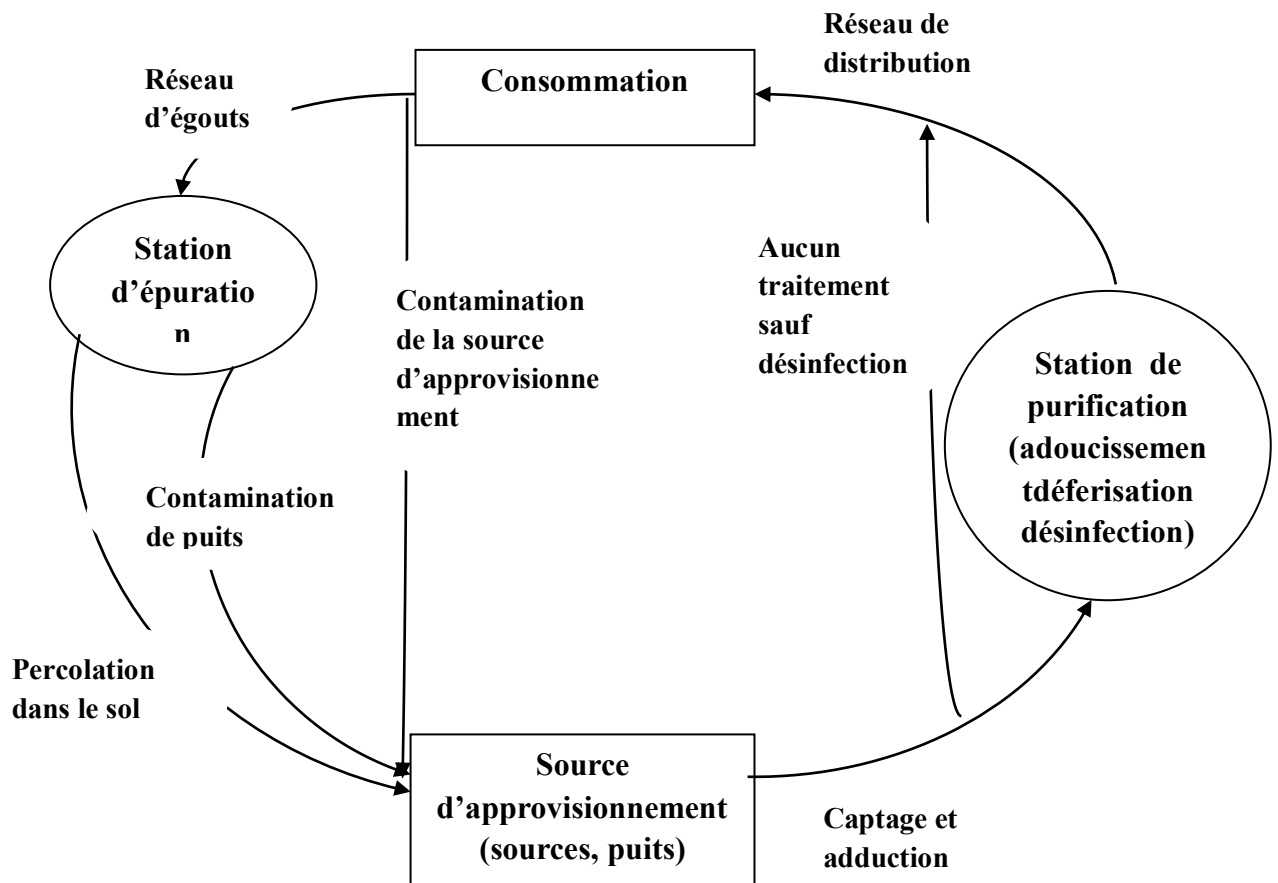 Réseau de
distribution
Consommation
Réseau
d’égouts
Station
d’épuratio
n
Contamination
de la source
d’approvisionne
ment
Aucun
traitement
sauf
désinfection
Station de
purification
(adoucissemen
tdéferisation
désinfection)
Contamination
de puits
Percolation
dans le sol
Source
d’approvisionnement
(sources, puits)
Captage et
adduction